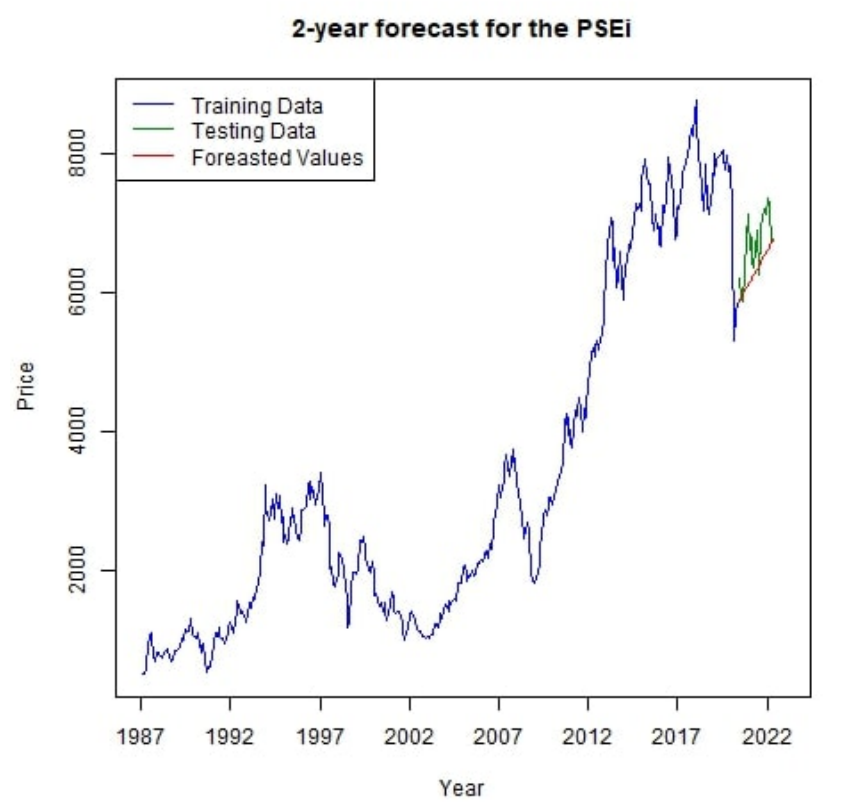 2-year forecast for the PSEi
Training Data
Testing Data
Foreasted Values
8000
6000
4000
2000
Price
1987 1992 1997 2002 2007 2012 2017 2022
Year